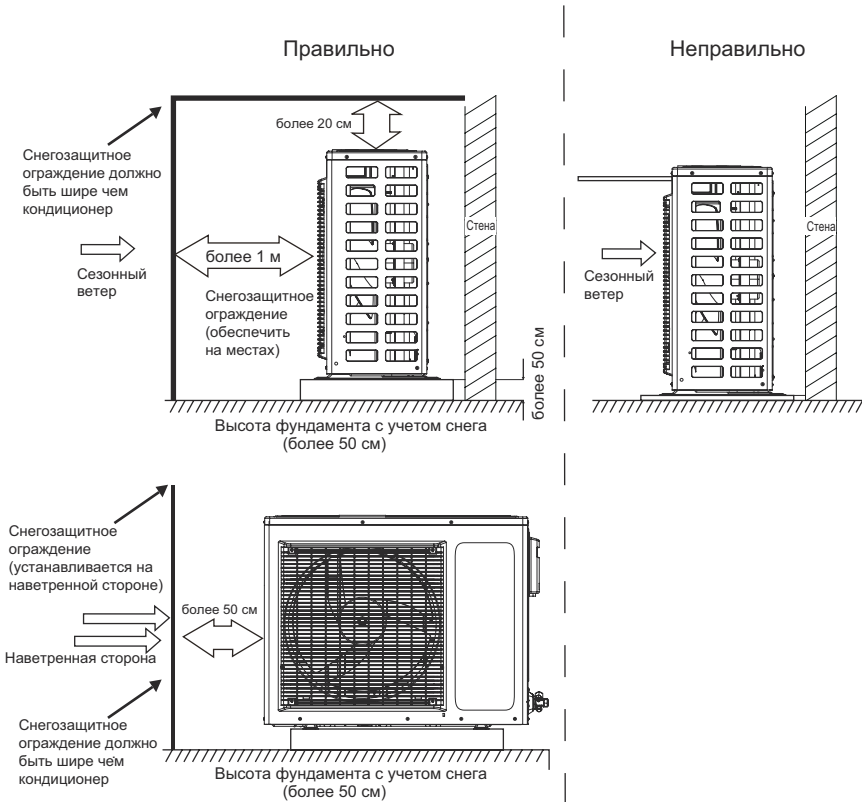 Правильно
Неправильно
более 20 см
Снегозащитное
ограждение должно
быть шире чем
кондиционер
Стена
Стена
более 1 м
Сезонный
ветер
Снегозащитное
ограждение
(обеспечить
на местах)
Сезонный
ветер
более 50 см
Высота фундамента с учетом снега
(более 50 см)
Снегозащитное
ограждение
(устанавливается на
наветренной стороне)
более 50 см
Наветренная сторона
Снегозащитное
ограждение должно
быть шире чем
кондиционер
Высота фундамента с учетом снега
(более 50 см)